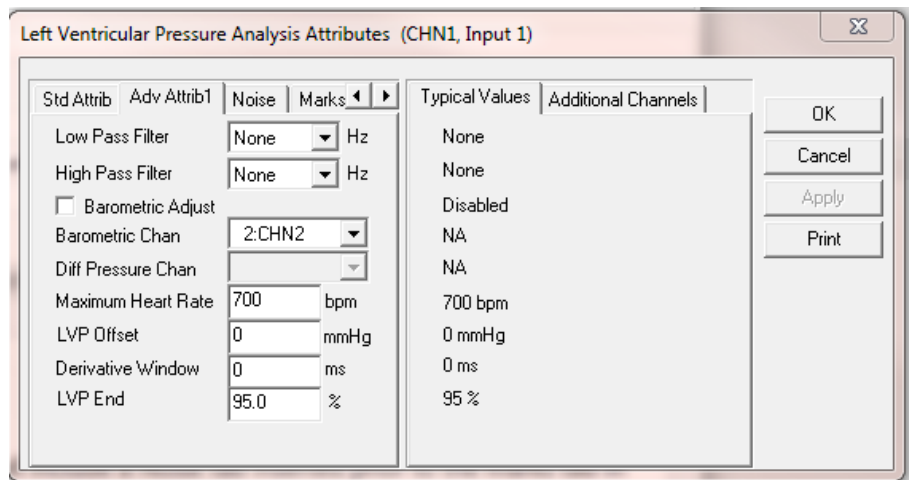 Left Ventricular Pressure Analysis Attributes (CHN1, Input 1)
Std Attrib Adv Attrib1 Noise Marks
Low Pass Filter None Hz
High Pass Filter None Hz
Barometric Adjust
Barometric Chan 2:CHN2
Diff Pressure Chan
Maximum Heart Rate 700 bpm
LVP Offset 0 mmHg
Derivative Window 0 ms
LVP End 95.0 %
Typical Values Additional Channels
None
None
Disabled
NA
NA
700 bpm
0 mmHg
0 ms
95 %
OK
Cancel
Apply
Print